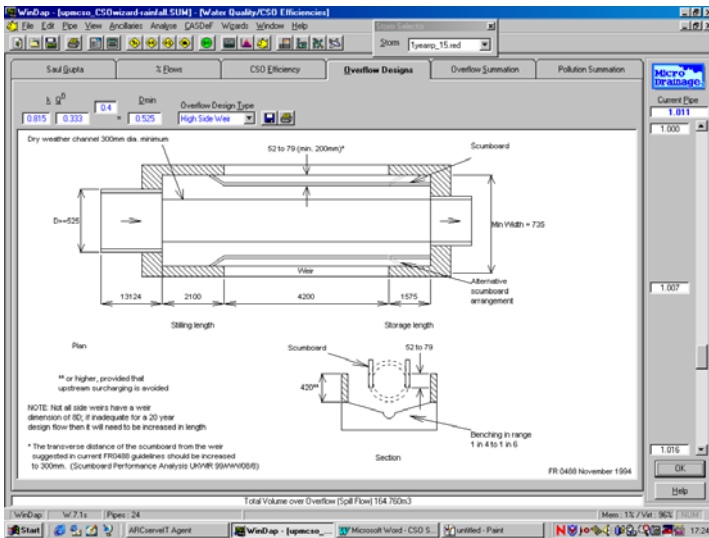 WinDap - [upmcso_CSOwizard-rainfall.SUM] - [Water Quality/CSO Efficiencies]
File Edit Pipe View Ancillaries Analyse CASDeF Wizards Window Help
Storm Selector
Storm 1yearrp_15.red
Saul Gupta % Flows CSO Efficiency Overflow Designs Overflow Summation Pollution Summation
Micro Drainage
Current Pipe
1.011
1.000
1.007
1.016
OK
Help
k Q 0.4 Dmin Overflow Design Type
0.815 0.333 = 0.525 High Side Weir
Dry weather channel 300mm dia. minimum
52 to 79 (min. 200mm)*
Scumboard
D>=525
Min Width = 735
Weir
Alternative
scumboard
arrangement
13124 2100 4200 1575
Stilling length Storage length
Plan
Scumboard
52 to 79
** or higher, provided that
upstream surcharging is avoided
420**
NOTE: Not all side weirs have a weir
dimension of 8D; if inadequate for a 20 year
design flow then it will need to be increased in length
Benching in range
1 in 4 to 1 in 6
* The transverse distance of the scumboard from the weir
suggested in current FR0488 guidelines should be increased
to 300mm. (Scumboard Performance Analysis UKWIR 99/WW/08/8)
Section
FR 0488 November 1994
Total Volume over Overflow (Spill Flow) 164.760m3
WinDap W.7.1s Pipes : 24 Mem : 1% / Virt : 96% NUM
Start ARCserveIT Agent WinDap - [upmcso_... Microsoft Word - CSO S... untitled - Paint 17:24